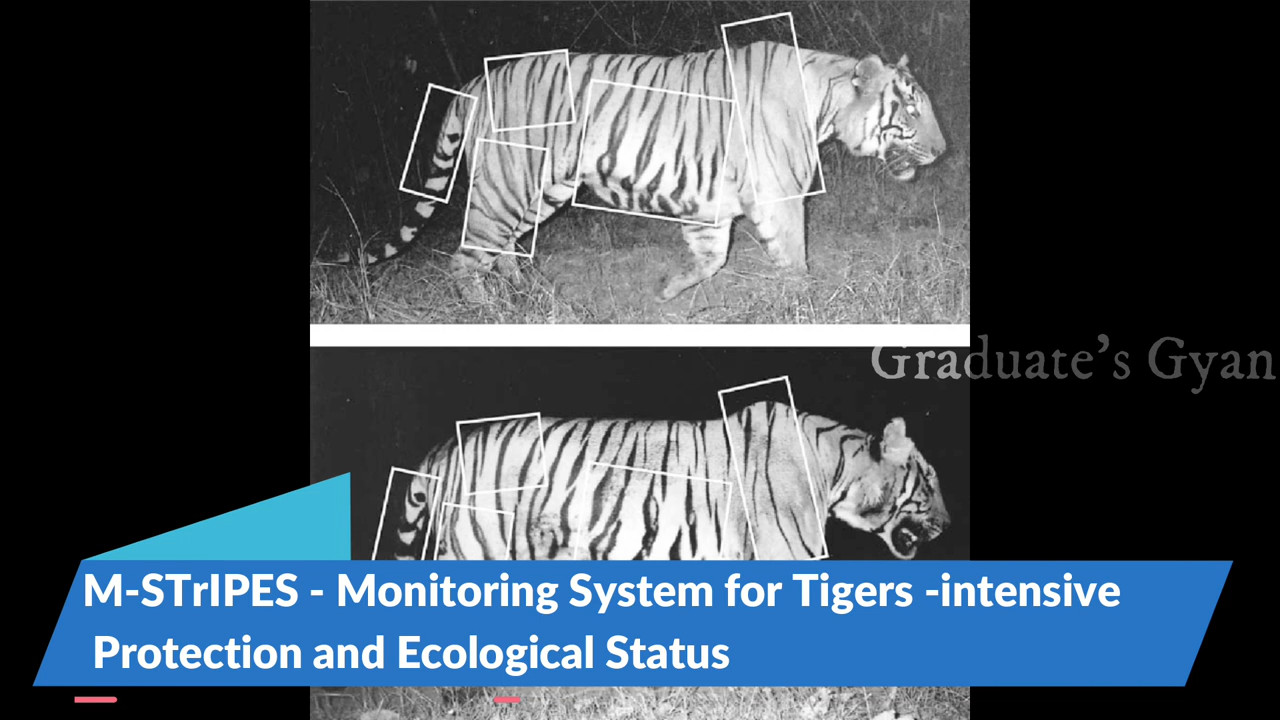 Graduate's Gyan
M-STrIPES - Monitoring System for Tigers -intensive
Protection and Ecological Status